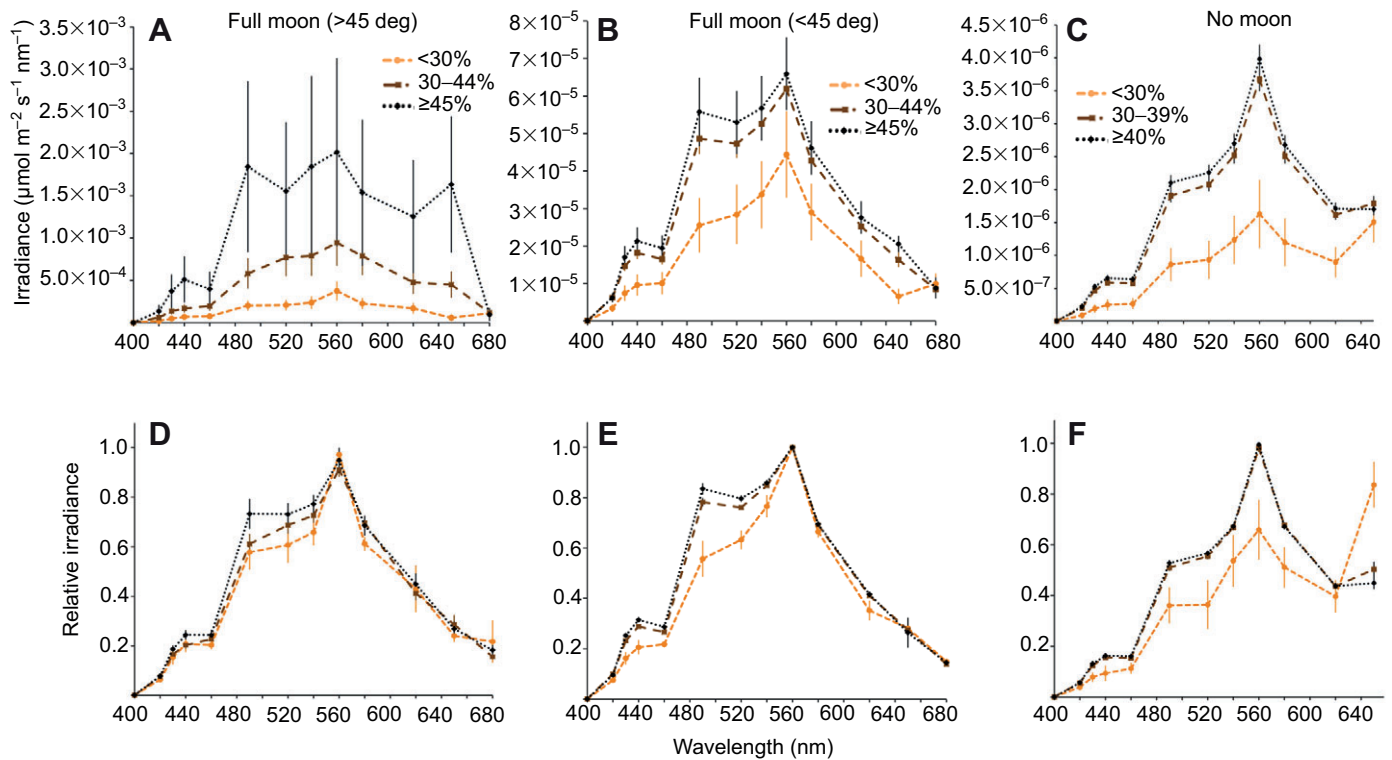 A
Full moon (>45 deg)
Irradiance (µmol m⁻² s⁻¹ nm⁻¹)
3.5×10⁻³
3.0×10⁻³
2.5×10⁻³
2.0×10⁻³
1.5×10⁻³
1.0×10⁻³
5.0×10⁻⁴
<30%
30–44%
≥45%
400 440 480 520 560 600 640 680
B
Full moon (<45 deg)
8×10⁻⁵
7×10⁻⁵
6×10⁻⁵
5×10⁻⁵
4×10⁻⁵
3×10⁻⁵
2×10⁻⁵
1×10⁻⁵
<30%
30–44%
≥45%
400 440 480 520 560 600 640 680
C
No moon
4.5×10⁻⁶
4.0×10⁻⁶
3.5×10⁻⁶
3.0×10⁻⁶
2.5×10⁻⁶
2.0×10⁻⁶
1.5×10⁻⁶
1.0×10⁻⁶
5.0×10⁻⁷
<30%
30–39%
≥40%
400 440 480 520 560 600 640
D
Relative irradiance
1.0
0.8
0.6
0.4
0.2
400 440 480 520 560 600 640 680
E
1.0
0.8
0.6
0.4
0.2
400 440 480 520 560 600 640 680
F
1.0
0.8
0.6
0.4
0.2
400 440 480 520 560 600 640
Wavelength (nm)